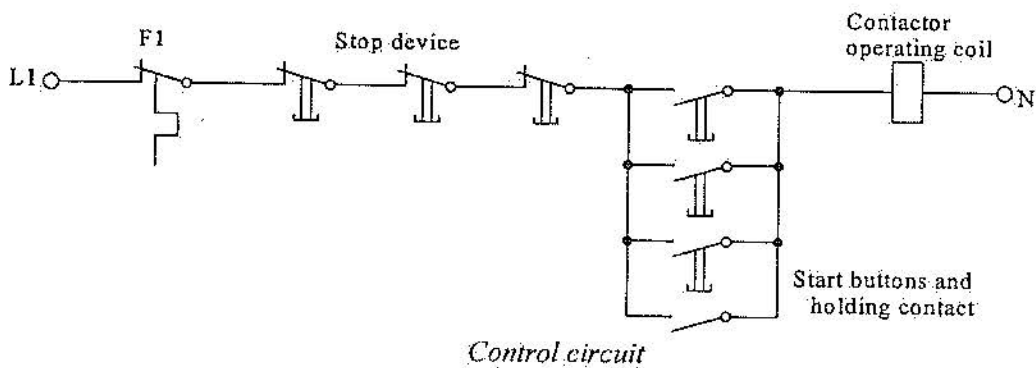 F1
Stop device
Contactor
operating coil
L1
N
Start buttons and
holding contact
Control circuit